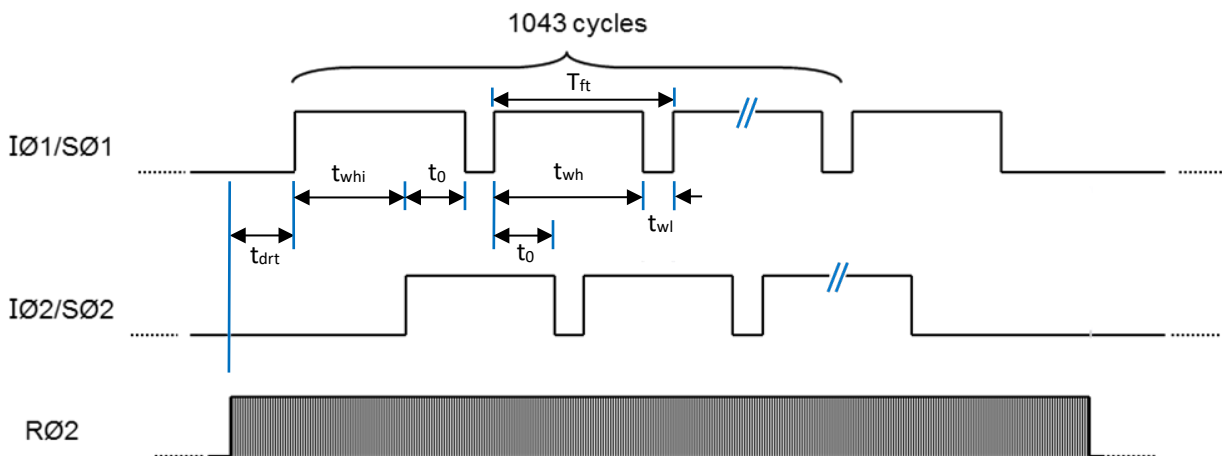 1043 cycles
Tft
IØ1/SØ1
twhi
t0
twh
twl
tdrt
t0
IØ2/SØ2
RØ2